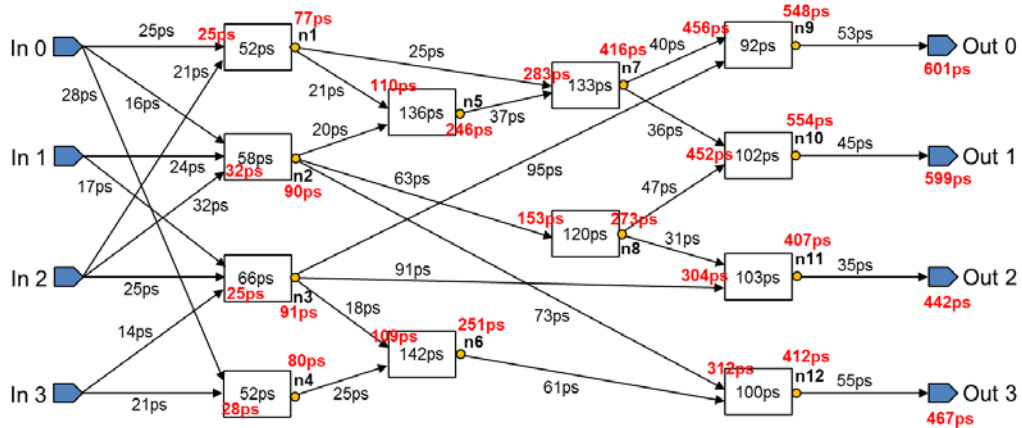 In 0
25ps
25ps
52ps
77ps
n1
25ps
416ps
n7
40ps
456ps
92ps
548ps
n9
53ps
Out 0
601ps
21ps
28ps
16ps
21ps
110ps
136ps
n5
246ps
37ps
283ps
133ps
36ps
In 1
24ps
58ps
32ps
n2
90ps
20ps
63ps
95ps
452ps
102ps
554ps
n10
45ps
Out 1
599ps
17ps
32ps
153ps
120ps
273ps
n8
47ps
31ps
In 2
25ps
66ps
25ps
n3
91ps
91ps
304ps
103ps
407ps
n11
35ps
Out 2
442ps
14ps
18ps
109ps
142ps
251ps
n6
73ps
61ps
In 3
21ps
52ps
28ps
80ps
n4
25ps
312ps
100ps
412ps
n12
55ps
Out 3
467ps